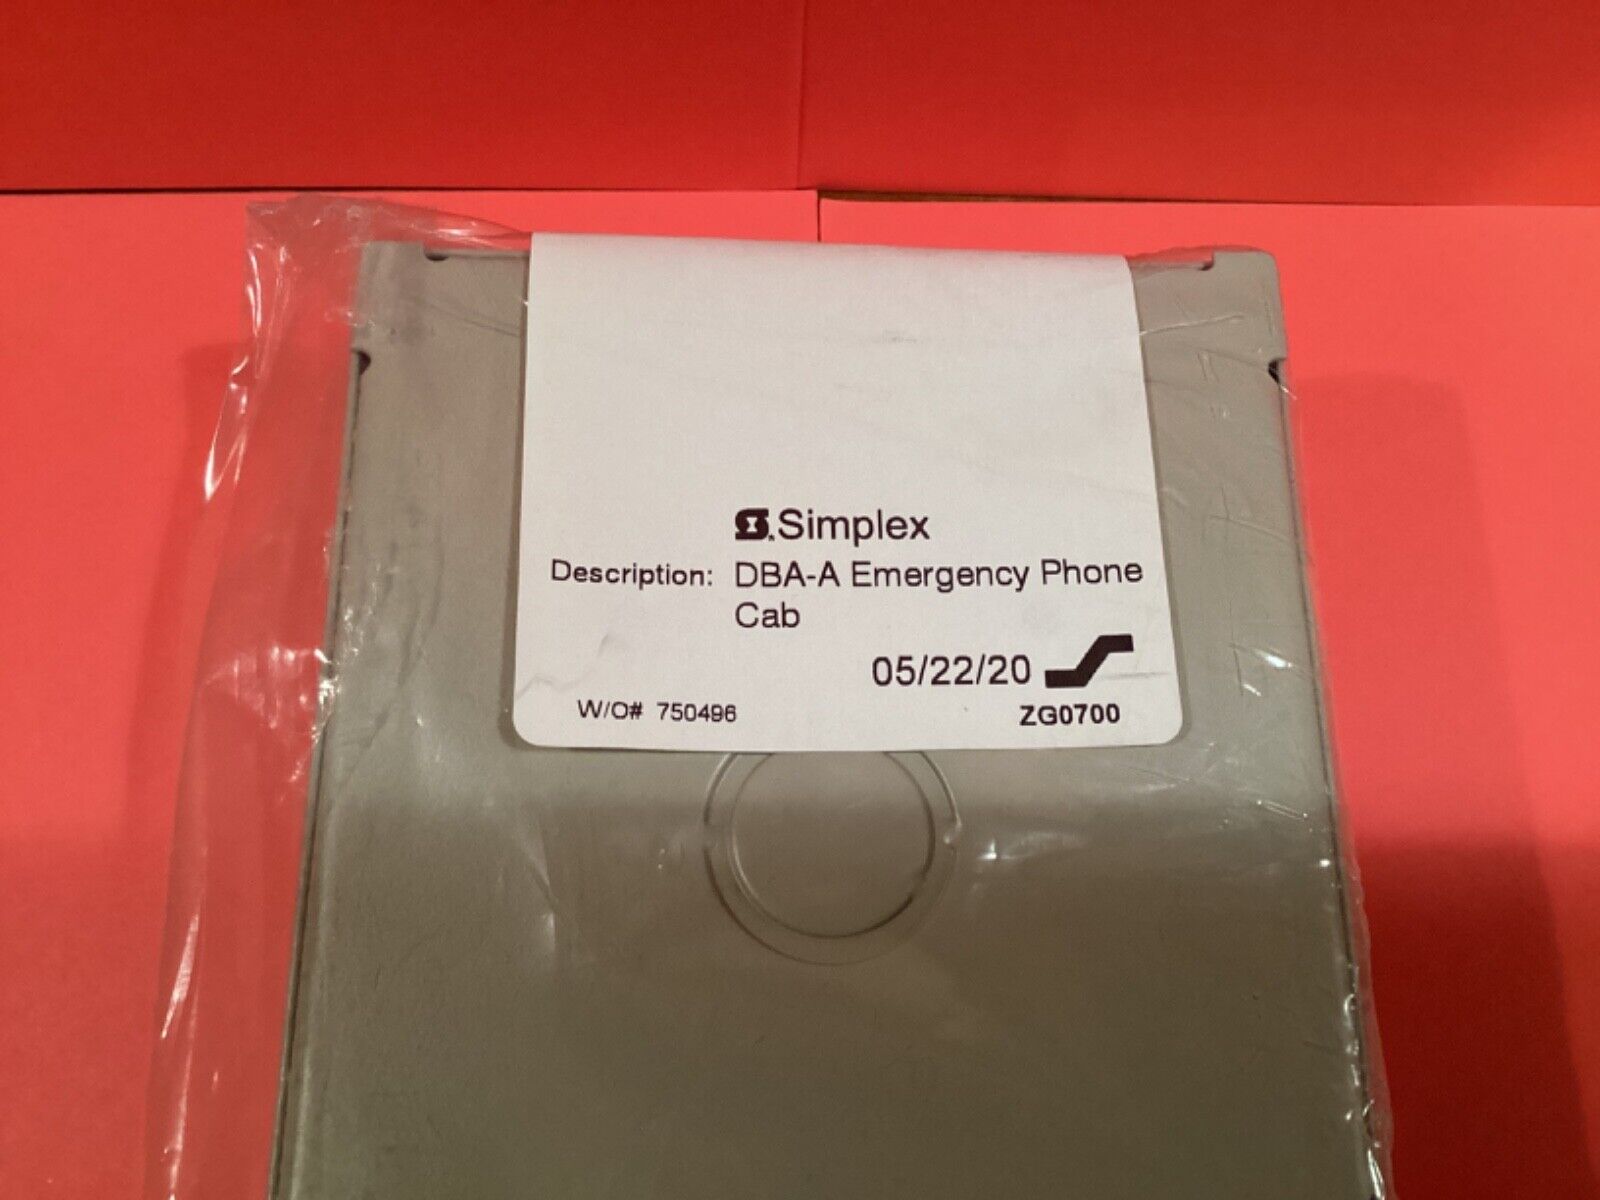 Simplex
Description: DBA-A Emergency Phone
Cab
05/22/20
W/O# 750496 ZG0700